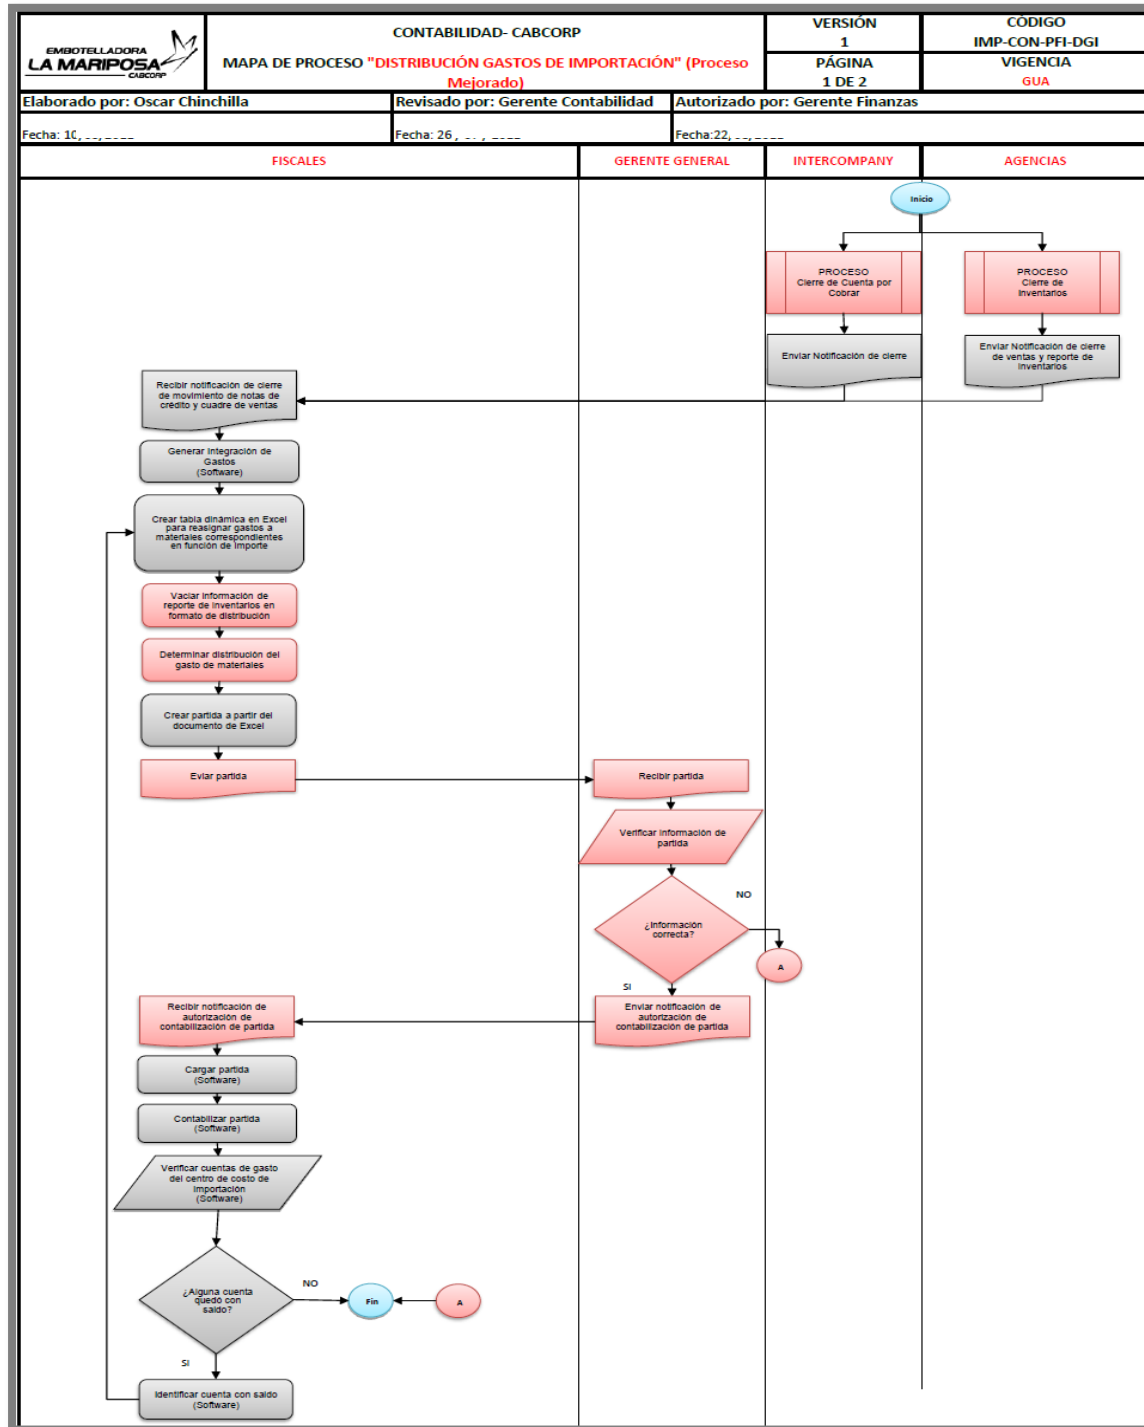 EMBOTELLADORA
LA MARIPOSA
CABCORP
CONTABILIDAD- CABCORP
MAPA DE PROCESO "DISTRIBUCIÓN GASTOS DE IMPORTACIÓN" (Proceso
Mejorado)
VERSIÓN
1
CÓDIGO
IMP-CON-PFI-DGI
PÁGINA
1 DE 2
VIGENCIA
GUA
Elaborado por: Oscar Chinchilla
Revisado por: Gerente Contabilidad
Autorizado por: Gerente Finanzas
Fecha: 10,
Fecha: 26,
Fecha:22,
FISCALES
GERENTE GENERAL
INTERCOMPANY
AGENCIAS
Inicio
PROCESO
Cierre de Cuenta por
Cobrar
PROCESO
Cierre de
Inventarios
Enviar Notificación de cierre
Enviar Notificación de cierre
de ventas y reporte de
Inventarios
Recibir notificación de cierre
de movimiento de notas de
crédito y cuadre de ventas
Generar Integración de
Gastos
(Software)
Crear tabla dinámica en Excel
para reasignar gastos a
materiales correspondientes
en función de importe
Vaciar información de
reporte de inventarios en
formato de distribución
Determinar distribución del
gasto de materiales
Crear partida a partir del
documento de Excel
Eviar partida
Recibir partida
Verificar información de
partida
¿Información
correcta?
NO
A
SI
Enviar notificación de
autorización de
contabilización de partida
Recibir notificación de
autorización de
contabilización de partida
Cargar partida
(Software)
Contabilizar partida
(Software)
Verificar cuentas de gasto
del centro de costo de
Importación
(Software)
¿Alguna cuenta
quedó con
saldo?
NO
Fin
A
SI
Identificar cuenta con saldo
(Software)